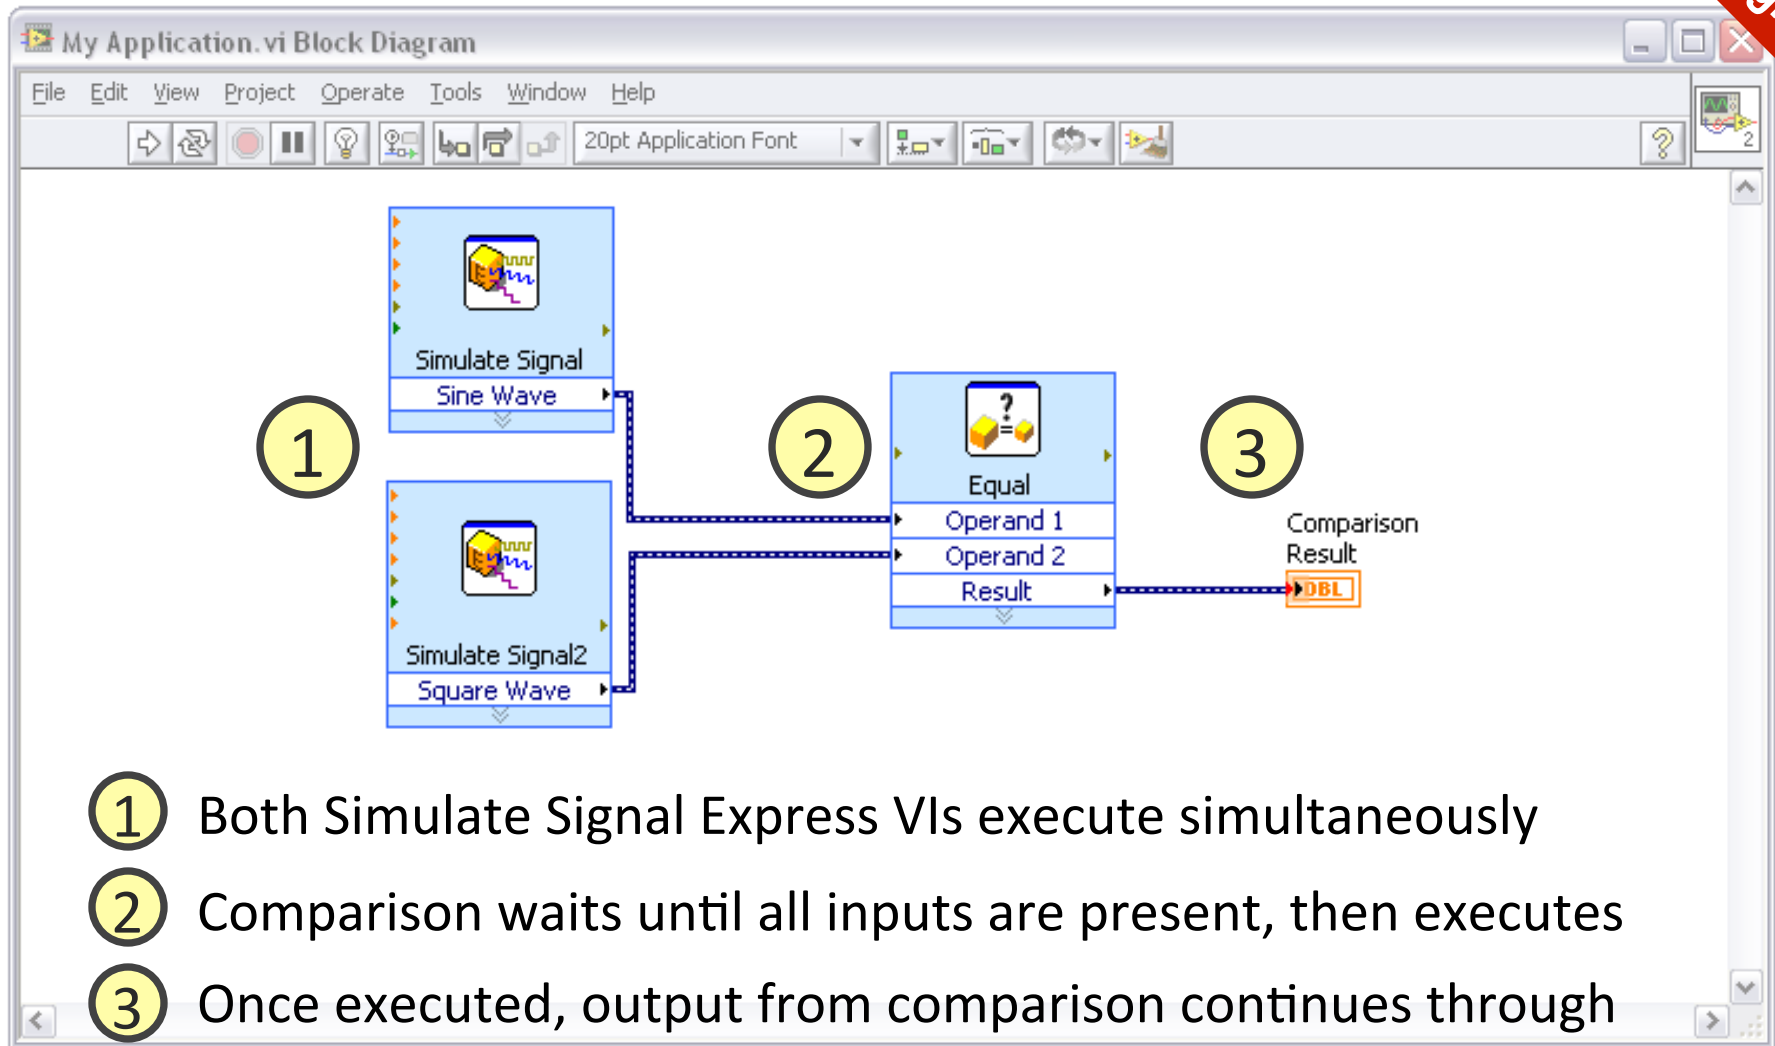 My Application.vi Block Diagram
File Edit View Project Operate Tools Window Help
20pt Application Font
2
Simulate Signal
Sine Wave
1
2
Equal
Operand 1
Operand 2
Result
3
Comparison
Result
DBL
Simulate Signal2
Square Wave
1 Both Simulate Signal Express VIs execute simultaneously
2 Comparison waits until all inputs are present, then executes
3 Once executed, output from comparison continues through